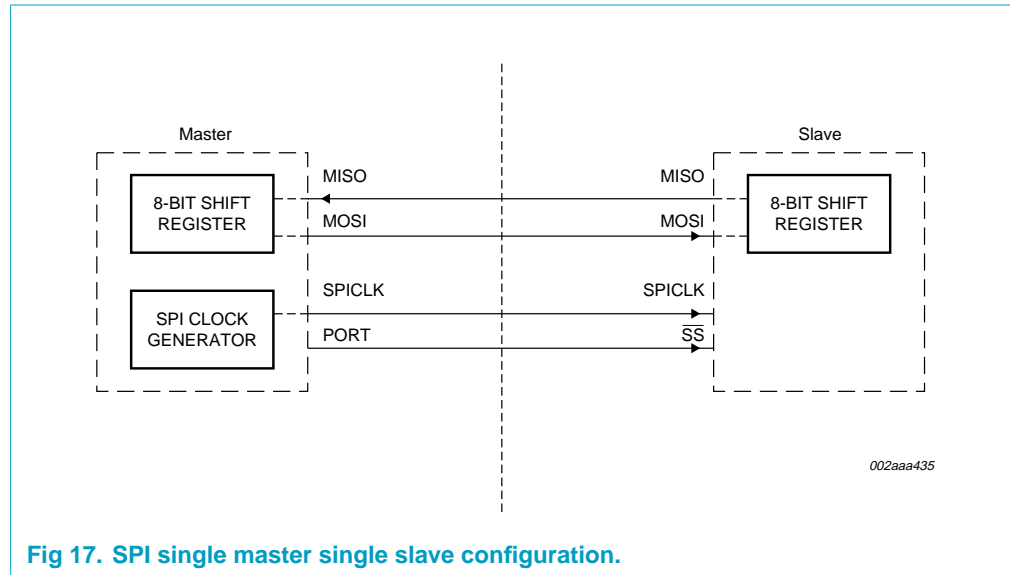 Master
Slave
8-BIT SHIFT
REGISTER
MISO
MISO
8-BIT SHIFT
REGISTER
MOSI
MOSI
SPI CLOCK
GENERATOR
SPICLK
SPICLK
PORT
S̅S̅
002aaa435
Fig 17. SPI single master single slave configuration.